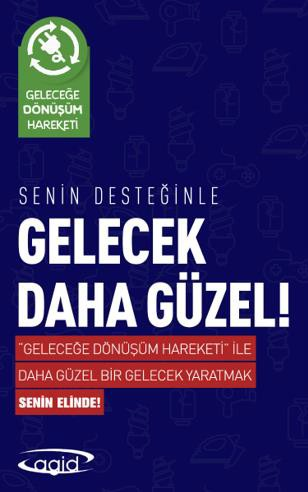 GELECEĞE
DÖNÜŞÜM
HAREKETİ
SENİN DESTEĞİNLE
GELECEK
DAHA GÜZEL!
"GELECEĞE DÖNÜŞÜM HAREKETİ" İLE
DAHA GÜZEL BİR GELECEK YARATMAK
SENİN ELİNDE!
agid